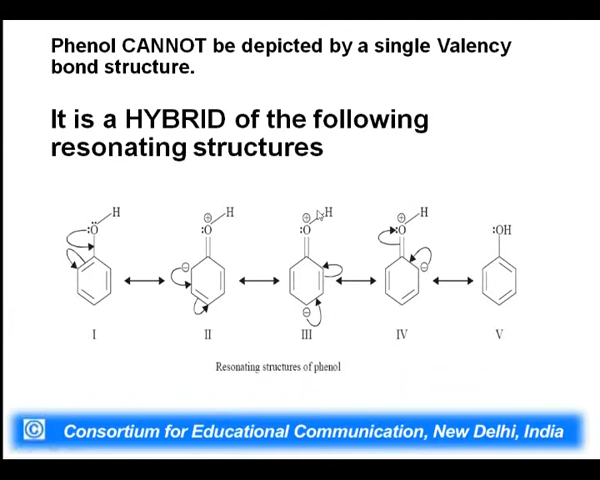 Phenol CANNOT be depicted by a single Valency
bond structure.
It is a HYBRID of the following
resonating structures
H H H H
:O :O :O :O :OH
I II III IV V
Resonating structures of phenol
© Consortium for Educational Communication, New Delhi, India